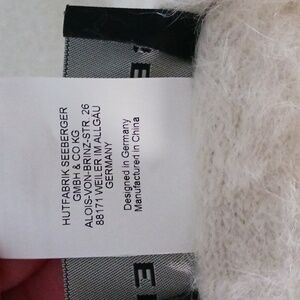 HUTFABRIK SEEBERGER
GMBH & CO KG
ALOIS-VON-BRINZ-STR. 26
88171 WEILER IM ALLGÄU
GERMANY
Designed in Germany
Manufactured in China